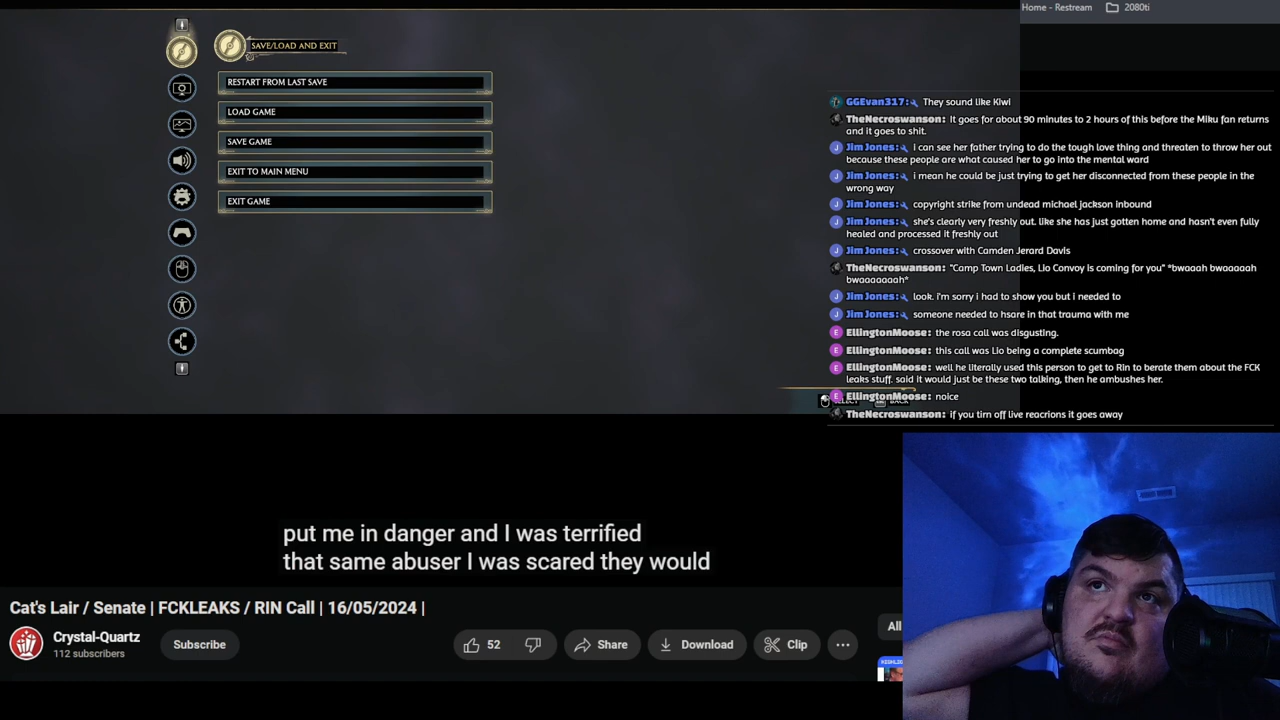 Home - Restream
2080ti
SAVE/LOAD AND EXIT
RESTART FROM LAST SAVE
LOAD GAME
SAVE GAME
EXIT TO MAIN MENU
EXIT GAME
GGEvan317: They sound like Kiwi
TheNecroswanson: It goes for about 90 minutes to 2 hours of this before the Miku fan returns
and it goes to shit.
Jim Jones: I can see her father trying to do the tough love thing and threaten to throw her out
because these people are what caused her to go into the mental ward
Jim Jones: i mean he could be just trying to get her disconnected from these people in the
wrong way
Jim Jones: copyright strike from undead michael jackson inbound
Jim Jones: she's clearly very freshly out. like she has just gotten home and hasn't even fully
healed and processed it freshly out
Jim Jones: crossover with Camden Jerard Davis
TheNecroswanson: "Camp Town Ladies, Lio Convoy is coming for you" *bwaaah bwaaaaaah
bwaaaaaaah*
Jim Jones: look. i'm sorry i had to show you but i needed to
Jim Jones: someone needed to hsare in that trauma with me
E EllingtonMoose: the rosa call was disgusting.
E EllingtonMoose: this call was Lio being a complete scumbag
E EllingtonMoose: well he literally used this person to get to Rin to berate them about the FCK
leaks stuff. said it would just be these two talking, then he ambushes her.
E EllingtonMoose: noice
BACK
TheNecroswanson: if you tim off live reacrions it goes away
put me in danger and I was terrified
that same abuser I was scared they would
Cat's Lair / Senate | FCKLEAKS / RIN Call | 16/05/2024 |
Crystal-Quartz
112 subscribers
Subscribe
52
Share
Download
Clip
All